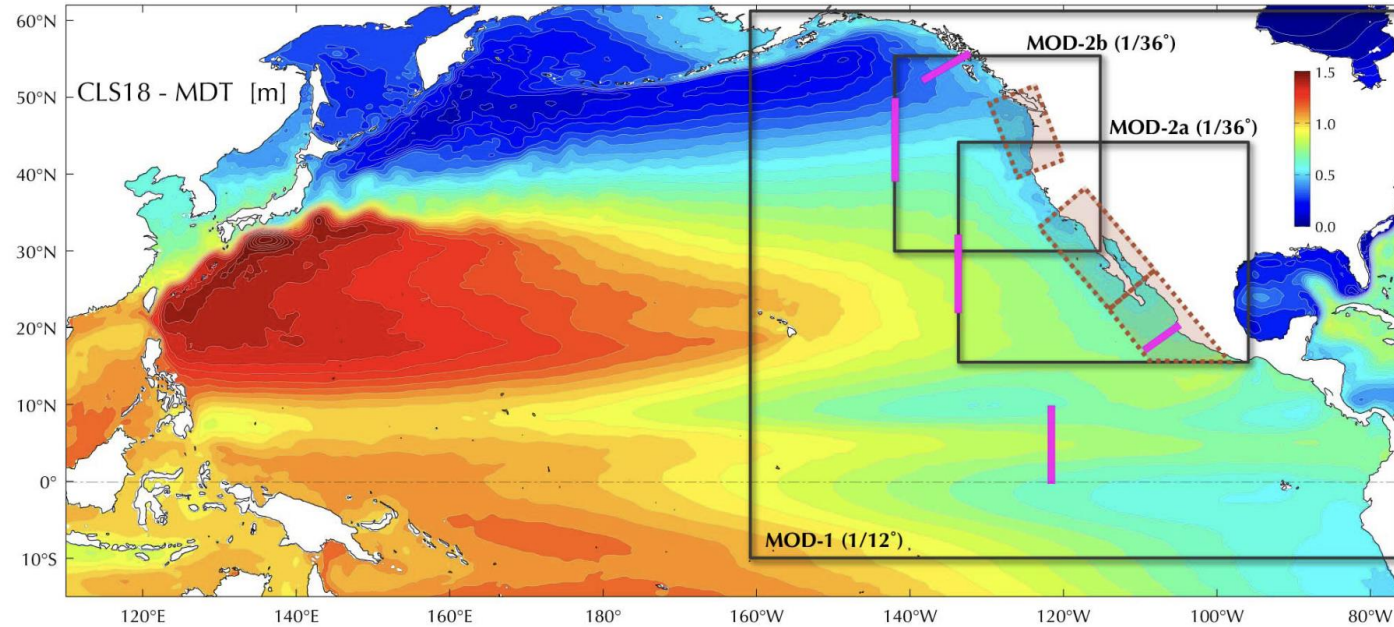 60°N
50°N
40°N
30°N
20°N
10°N
0°
10°S
CLS18 - MDT [m]
MOD-2b (1/36˚)
MOD-2a (1/36˚)
1.5
1.0
0.5
0.0
MOD-1 (1/12˚)
120°E
140°E
160°E
180°
160°W
140°W
120°W
100°W
80°W